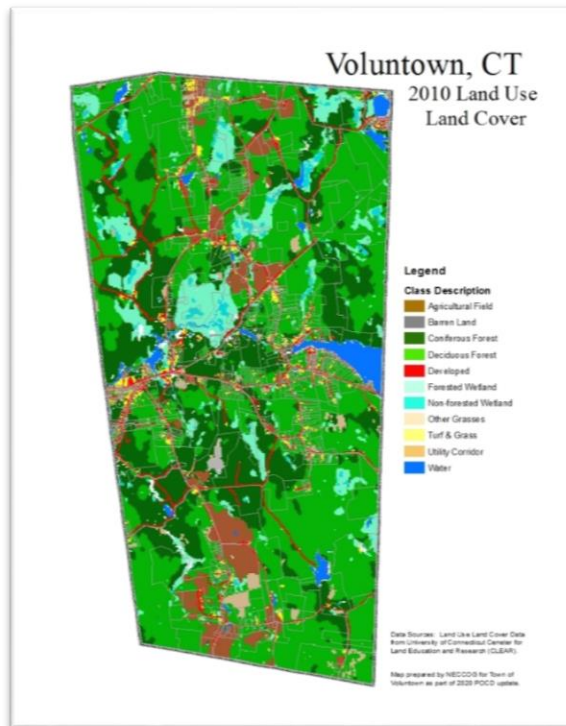 Voluntown, CT
2010 Land Use
Land Cover
Legend
Class Description
Agricultural Field
Barren Land
Coniferous Forest
Deciduous Forest
Developed
Forested Wetland
Non-forested Wetland
Other Grasses
Turf & Grass
Utility Corridor
Water
Data Sources: Land Use Land Cover Data
from University of Connecticut Center for
Land Education and Research (CLEAR).
Map prepared by NECCOG for Town of
Voluntown as part of 2020 POCD update.